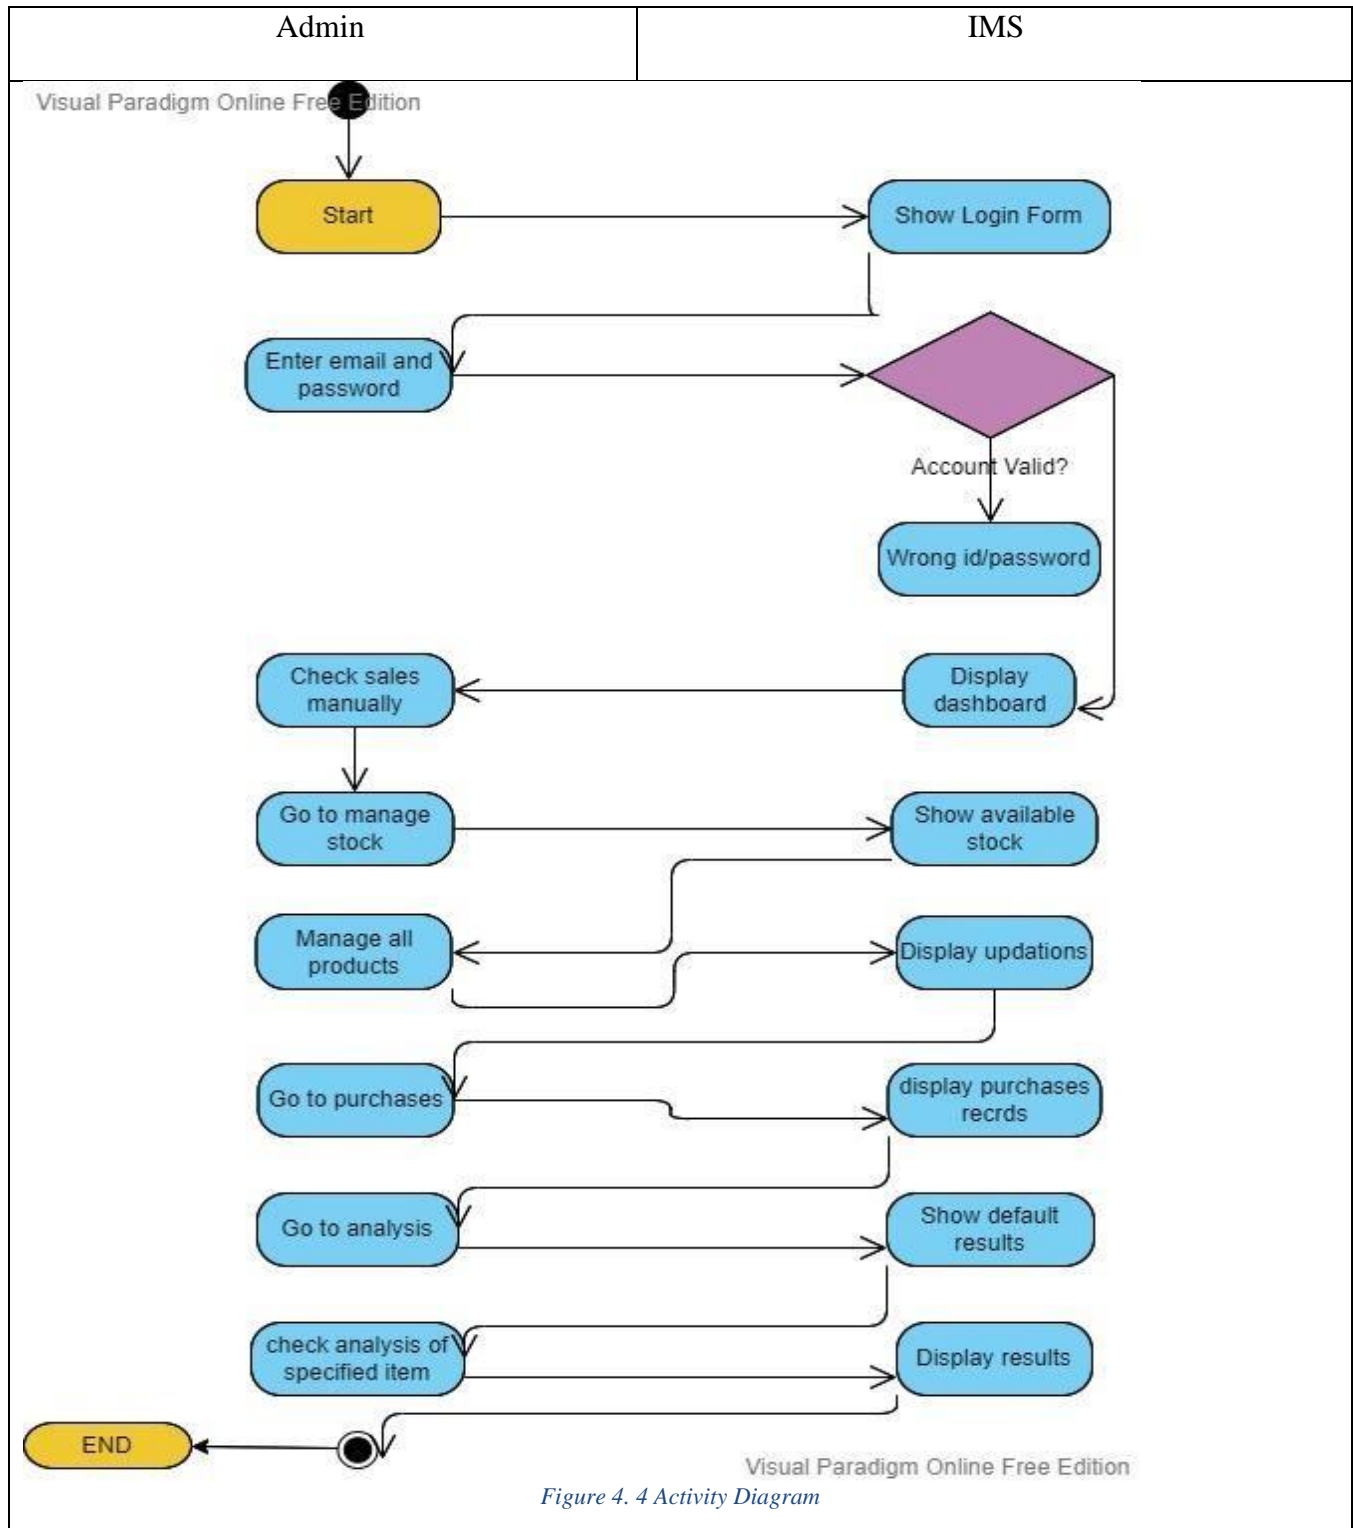 Admin
IMS
Visual Paradigm Online Free Edition
Start
Show Login Form
Enter email and
password
Account Valid?
Wrong id/password
Check sales
manually
Display
dashboard
Go to manage
stock
Show available
stock
Manage all
products
Display updations
Go to purchases
display purchases
recrds
Go to analysis
Show default
results
check analysis of
specified item
Display results
END
Visual Paradigm Online Free Edition
Figure 4. 4 Activity Diagram